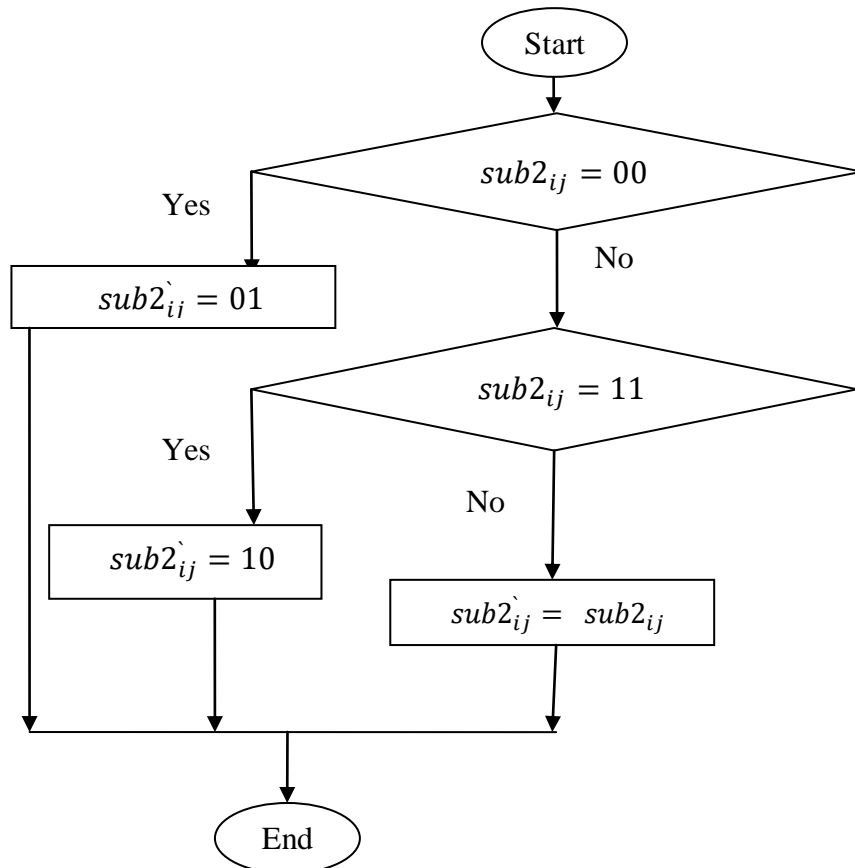 Start
𝑠𝑢𝑏2𝑖𝑗 = 00
Yes
No
𝑠𝑢𝑏2`𝑖𝑗 = 01
𝑠𝑢𝑏2𝑖𝑗 = 11
Yes
No
𝑠𝑢𝑏2`𝑖𝑗 = 10
𝑠𝑢𝑏2`𝑖𝑗 = 𝑠𝑢𝑏2𝑖𝑗
End